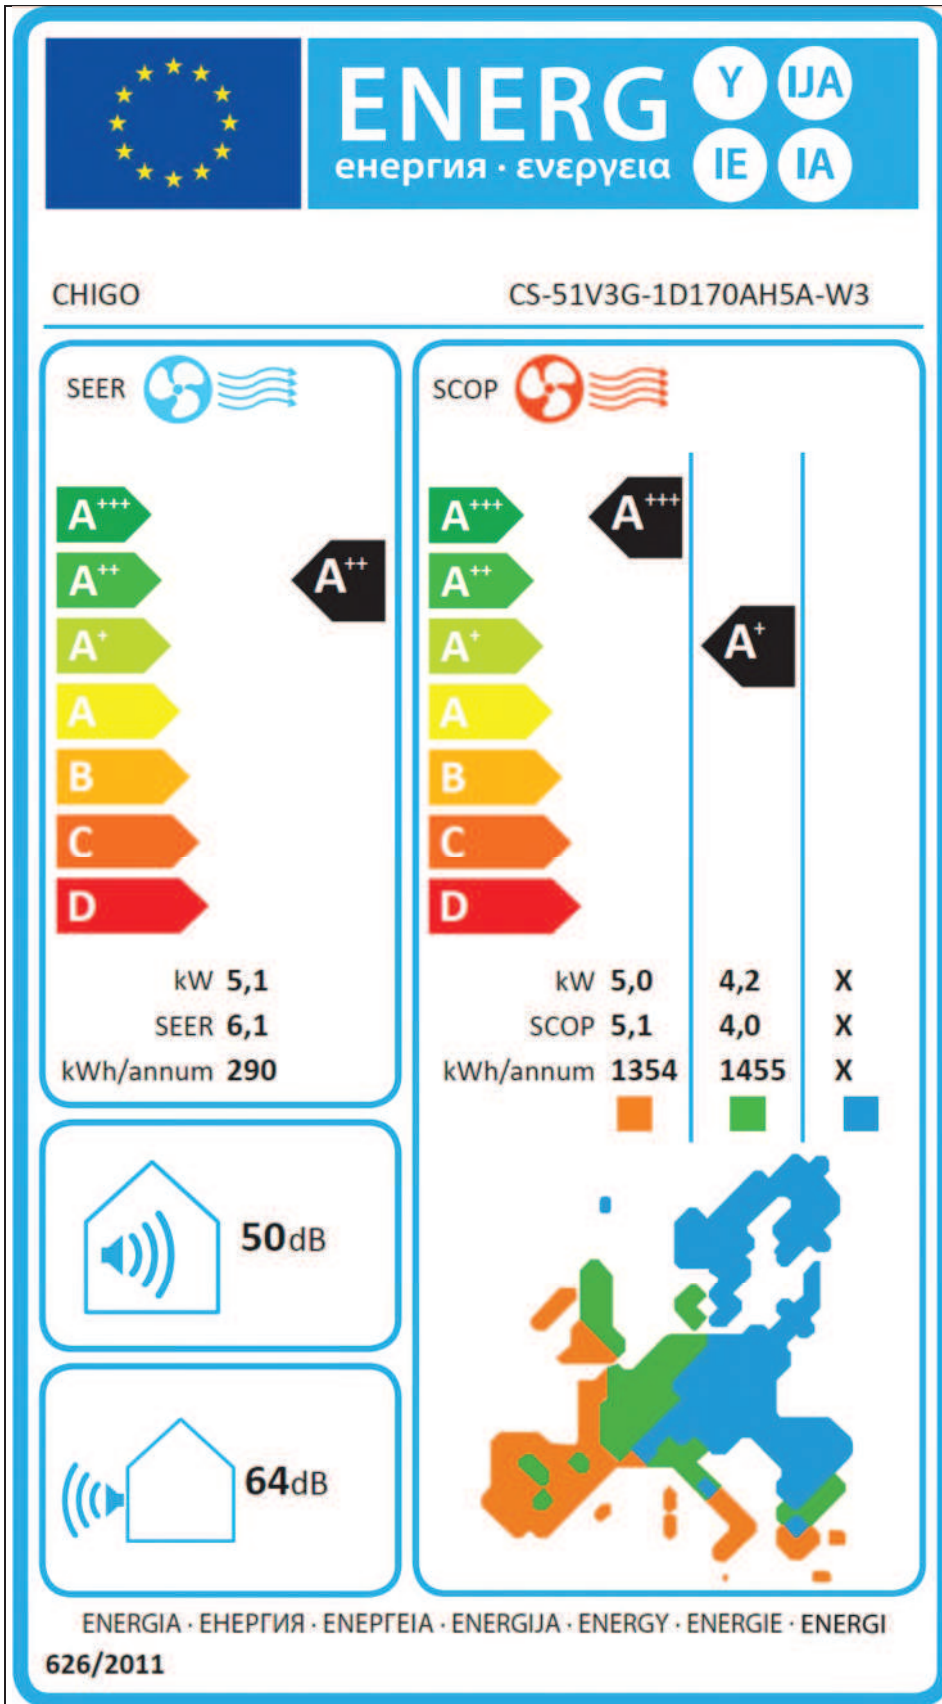 ENERG Y IJA
енергия · ενεργεια IE IA
CHIGO CS-51V3G-1D170AH5A-W3
SEER
A+++
A++
A+
A
B
C
D
A++
kW 5,1
SEER 6,1
kWh/annum 290
SCOP
A+++
A++
A+
A
B
C
D
A+++
A+
kW 5,0 4,2 X
SCOP 5,1 4,0 X
kWh/annum 1354 1455 X
50dB
64dB
ENERGIA · ЕНЕРГИЯ · ΕΝΕΡΓΕΙΑ · ENERGIJA · ENERGY · ENERGIE · ENERGI
626/2011